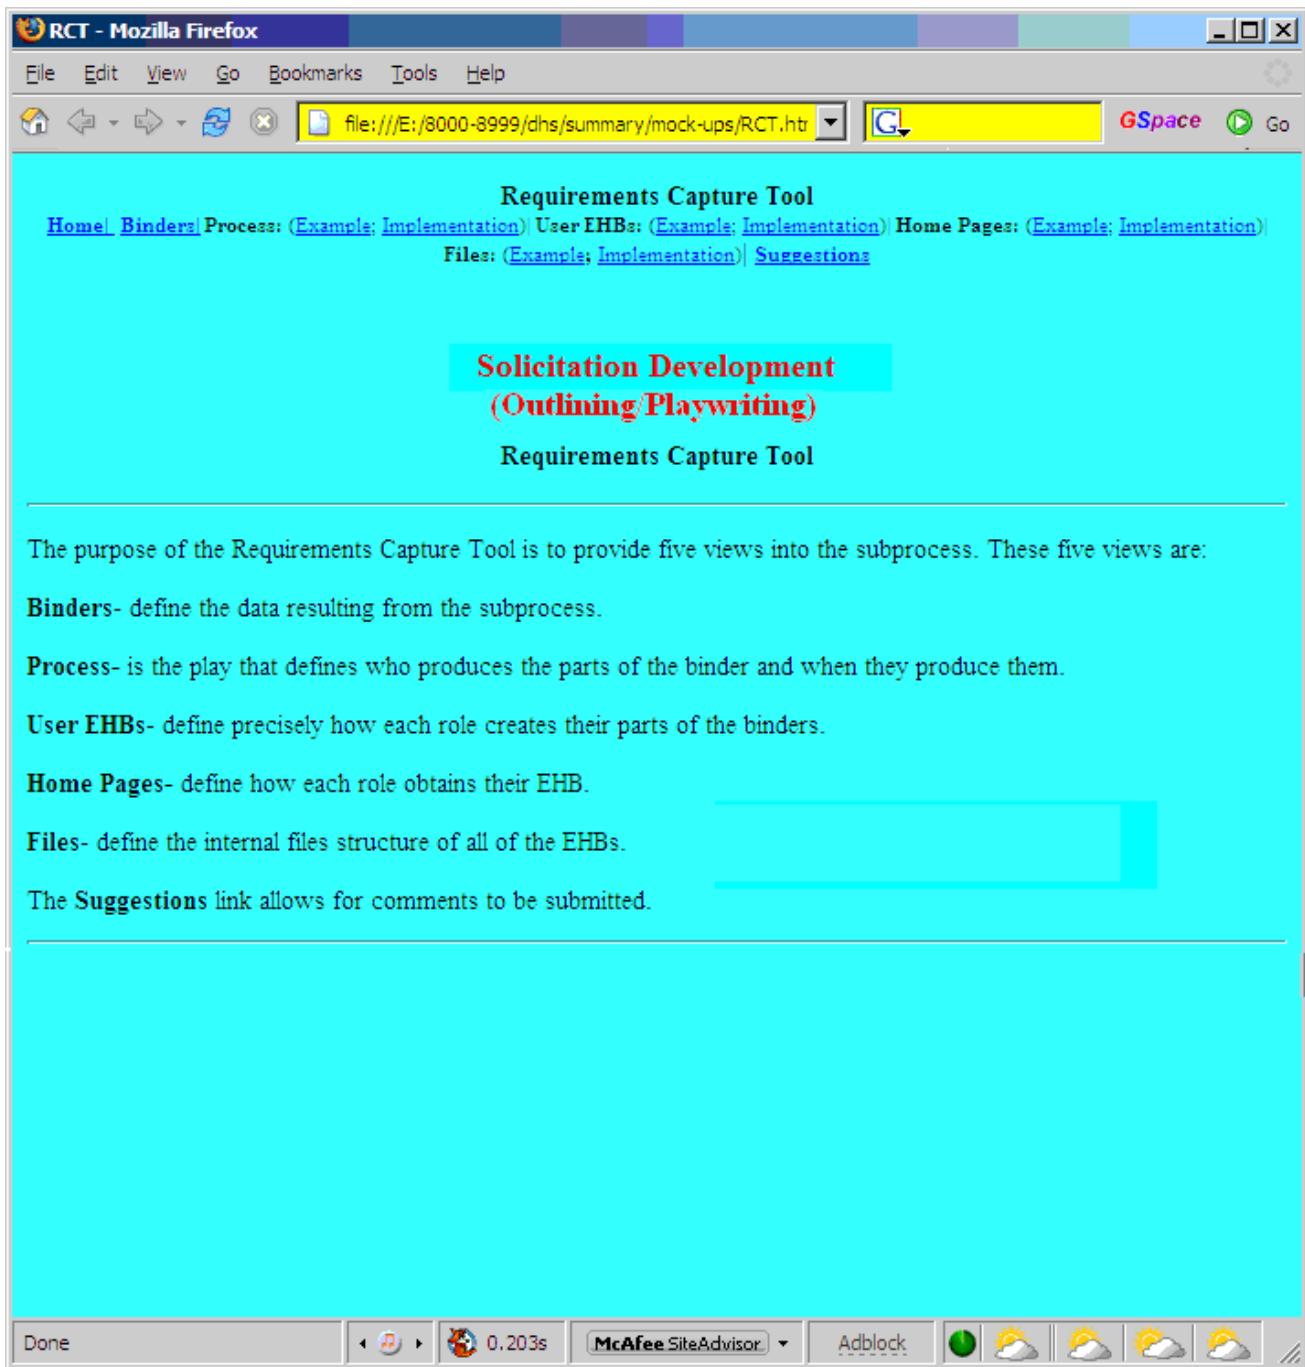 RCT - Mozilla Firefox
File Edit View Go Bookmarks Tools Help
file:///E:/8000-8999/dhs/summary/mock-ups/RCT.htr G GSpace Go
Requirements Capture Tool
Home| Binders| Process: (Example; Implementation)| User EHBs: (Example; Implementation)| Home Pages: (Example; Implementation)|
Files: (Example; Implementation)| Suggestions
Solicitation Development
(Outlining/Playwriting)
Requirements Capture Tool
The purpose of the Requirements Capture Tool is to provide five views into the subprocess. These five views are:
Binders- define the data resulting from the subprocess.
Process- is the play that defines who produces the parts of the binder and when they produce them.
User EHBs- define precisely how each role creates their parts of the binders.
Home Pages- define how each role obtains their EHB.
Files- define the internal files structure of all of the EHBs.
The Suggestions link allows for comments to be submitted.
Done 0.203s McAfee SiteAdvisor Adblock